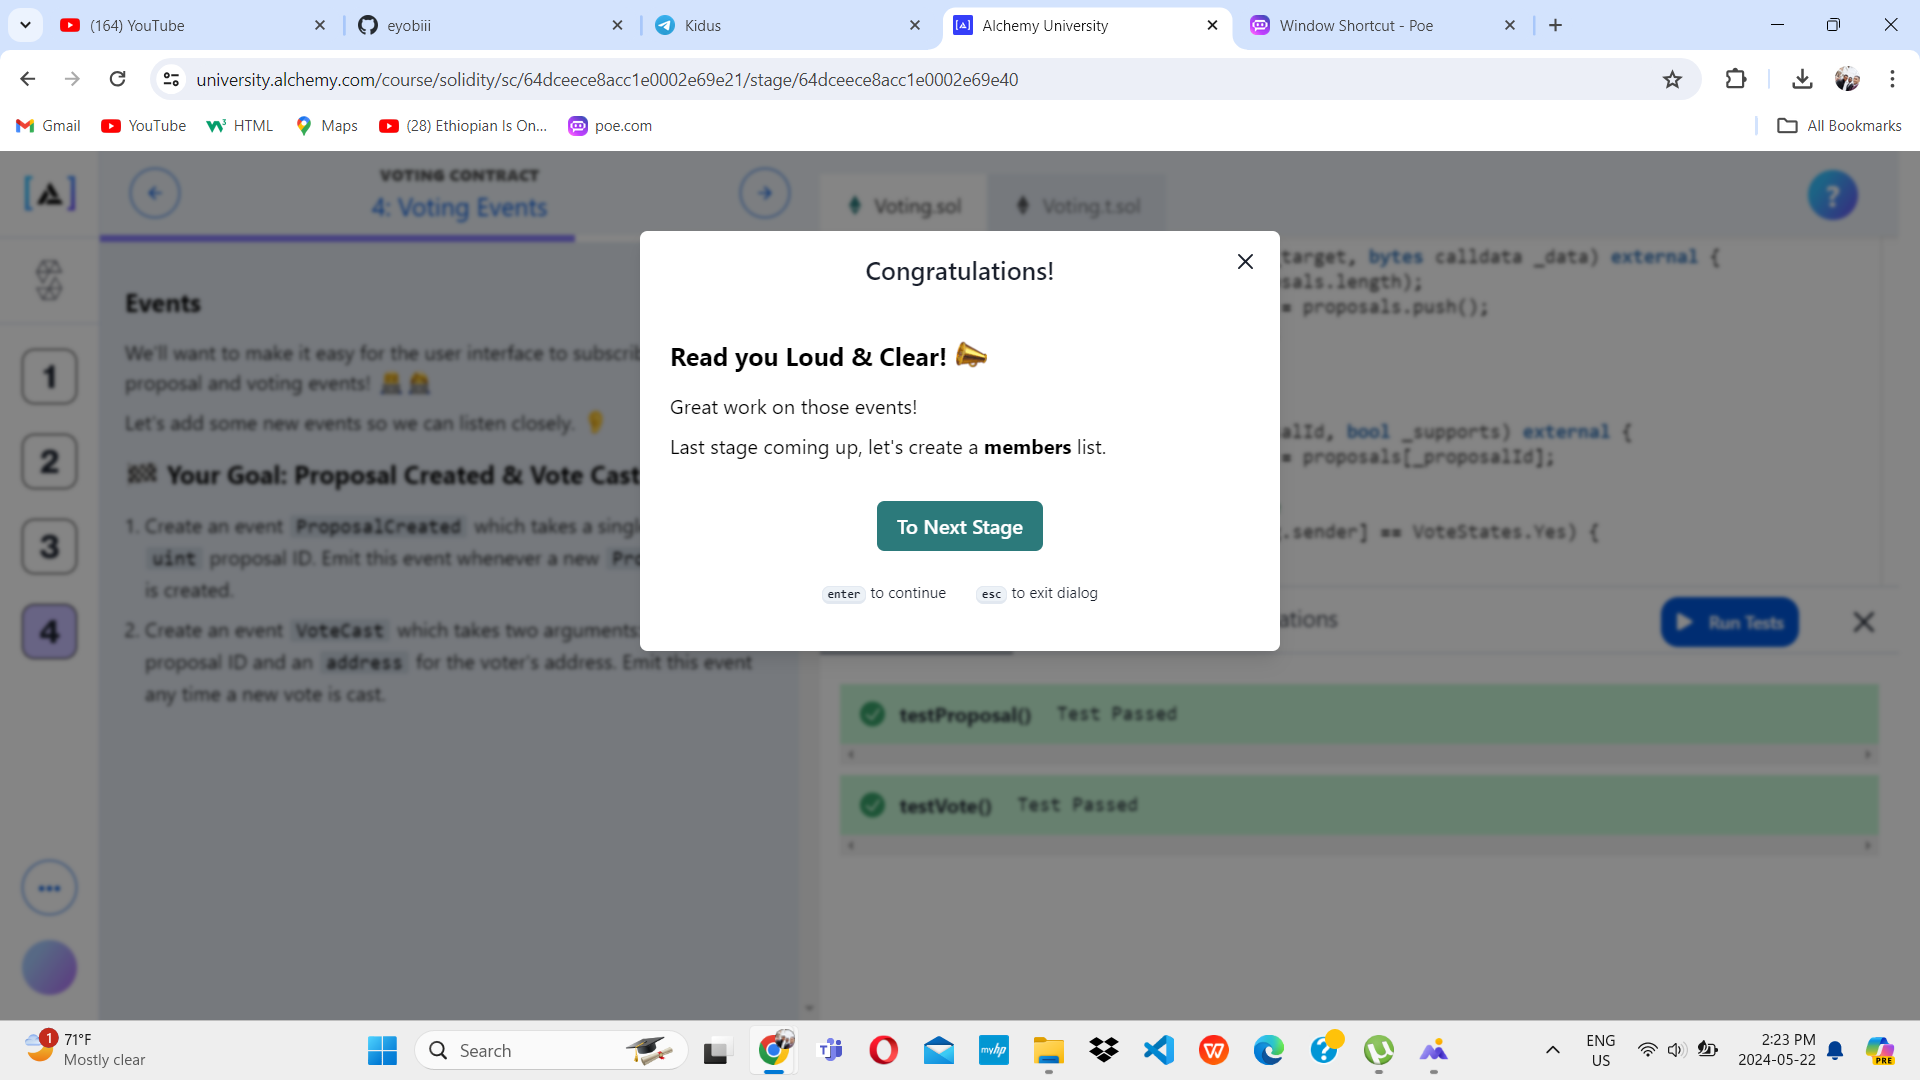 (164) YouTube
eyobiii
Kidus
Alchemy University
Window Shortcut - Poe
university.alchemy.com/course/solidity/sc/64dceece8acc1e0002e69e21/stage/64dceece8acc1e0002e69e40
Gmail
YouTube
HTML
Maps
(28) Ethiopian Is On...
poe.com
All Bookmarks
VOTING CONTRACT
4: Voting Events
Voting.sol
Voting.t.sol
?
Congratulations!
target, bytes calldata _data) external {
sals.length);
= proposals.push();
Events
We'll want to make it easy for the user interface to subscrib
proposal and voting events!
Let's add some new events so we can listen closely.
Your Goal: Proposal Created & Vote Cast
1. Create an event ProposalCreated which takes a singl
uint proposal ID. Emit this event whenever a new Pro
is created.
2. Create an event VoteCast which takes two arguments:
proposal ID and an address for the voter's address. Emit this event
any time a new vote is cast.
1
2
3
4
Read you Loud & Clear!
Great work on those events!
Last stage coming up, let's create a members list.
To Next Stage
enter to continue
esc to exit dialog
alId, bool _supports) external {
= proposals[_proposalId];
.sender] == VoteStates.Yes) {
ations
Run Tests
testProposal() Test Passed
testVote() Test Passed
1
71°F
Mostly clear
Search
myhp
ENG
US
2:23 PM
2024-05-22
PRE